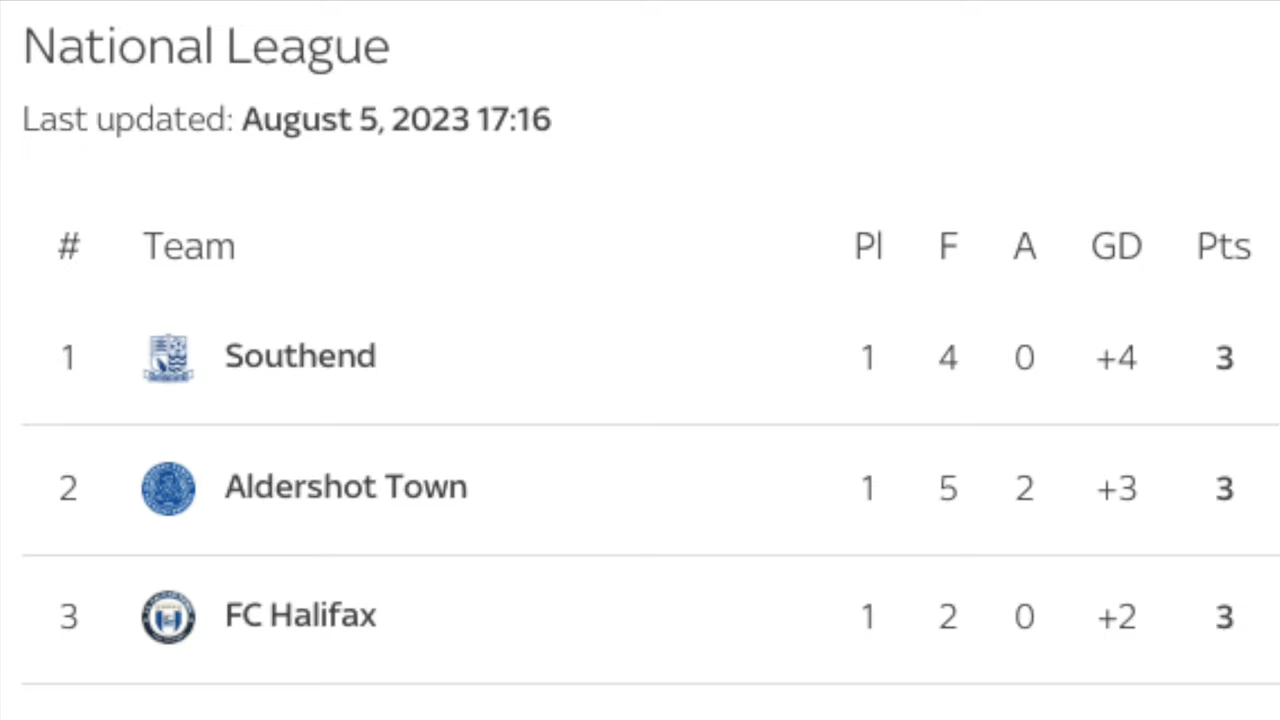 National League
Last updated: August 5, 2023 17:16
# Team Pl F A GD Pts
1 Southend 1 4 0 +4 3
2 Aldershot Town 1 5 2 +3 3
3 FC Halifax 1 2 0 +2 3